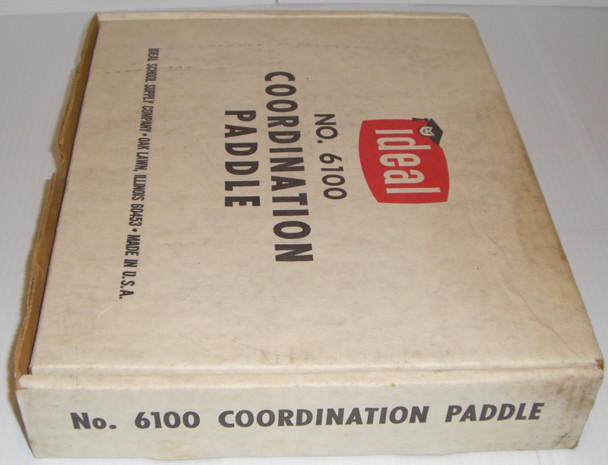 ideal
NO. 6100
COORDINATION
PADDLE
IDEAL SCHOOL SUPPLY COMPANY • OAK LAWN, ILLINOIS 60453 • MADE IN U.S.A.
No. 6100 COORDINATION PADDLE